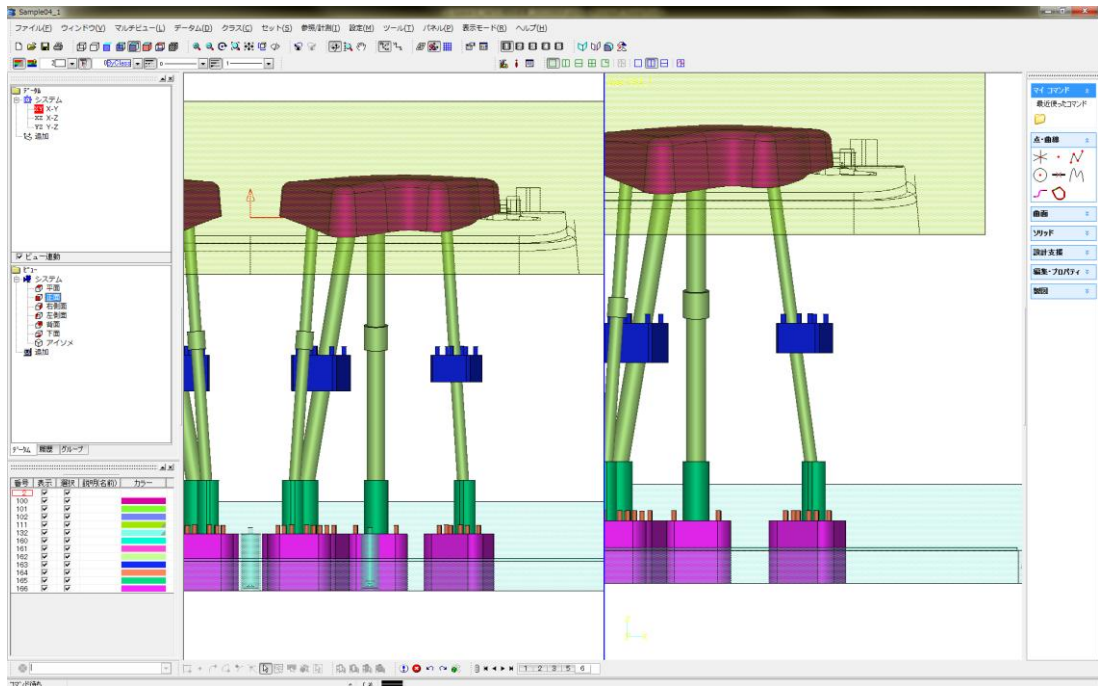 Sample04_1
ファイル(F) ウィンドウ(V) マルチビュー(L) データム(D) クラス(C) セット(S) 参照/計測(I) 設定(M) ツール(T) パネル(P) 表示モード(R) ヘルプ(H)
データム
システム
X-Y
X-Z
Y-Z
追加
ビュー連動
ビュー
システム
平面
正面
右側面
左側面
背面
下面
アイソメ
追加
データム 履歴 グループ
番号 表示 選択 説明(名前) カラー
2
100
101
102
111
132
160
161
162
163
164
165
166
マイ コマンド
最近使ったコマンド
点・曲線
曲面
ソリッド
設計支援
編集・プロパティ
製図
1 2 3 5 6